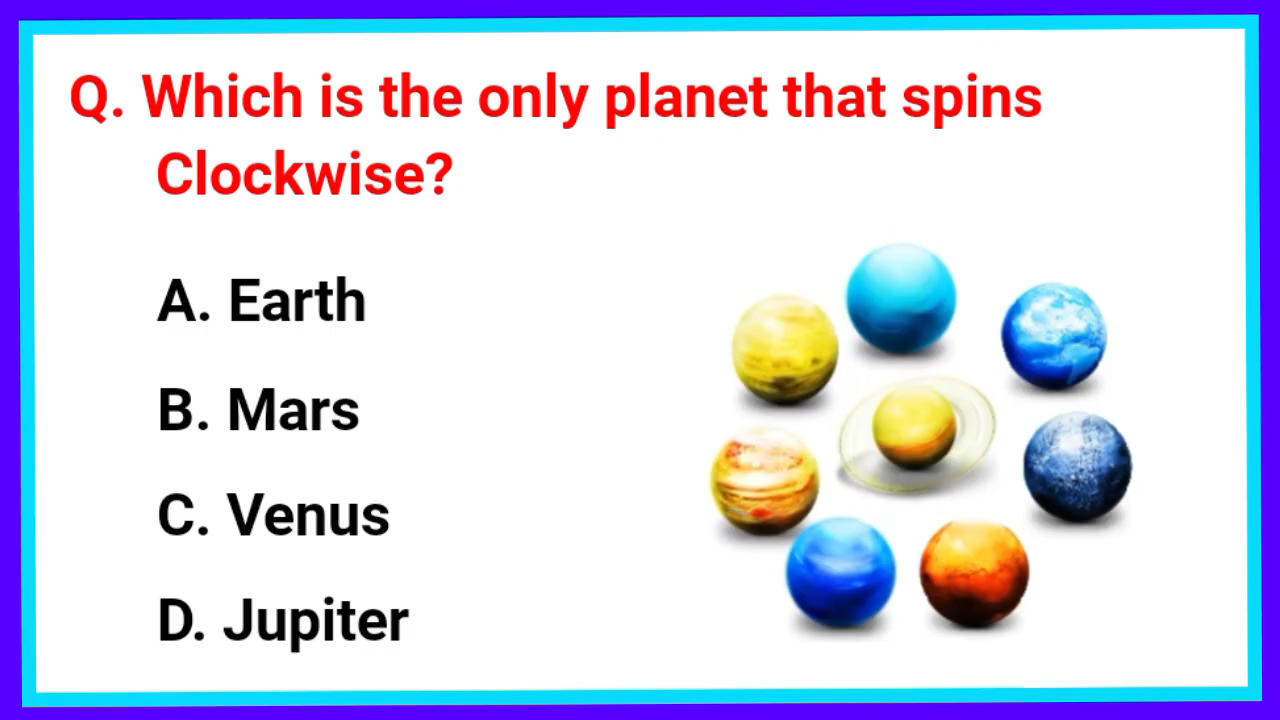 Q. Which is the only planet that spins
Clockwise?
A. Earth
B. Mars
C. Venus
D. Jupiter